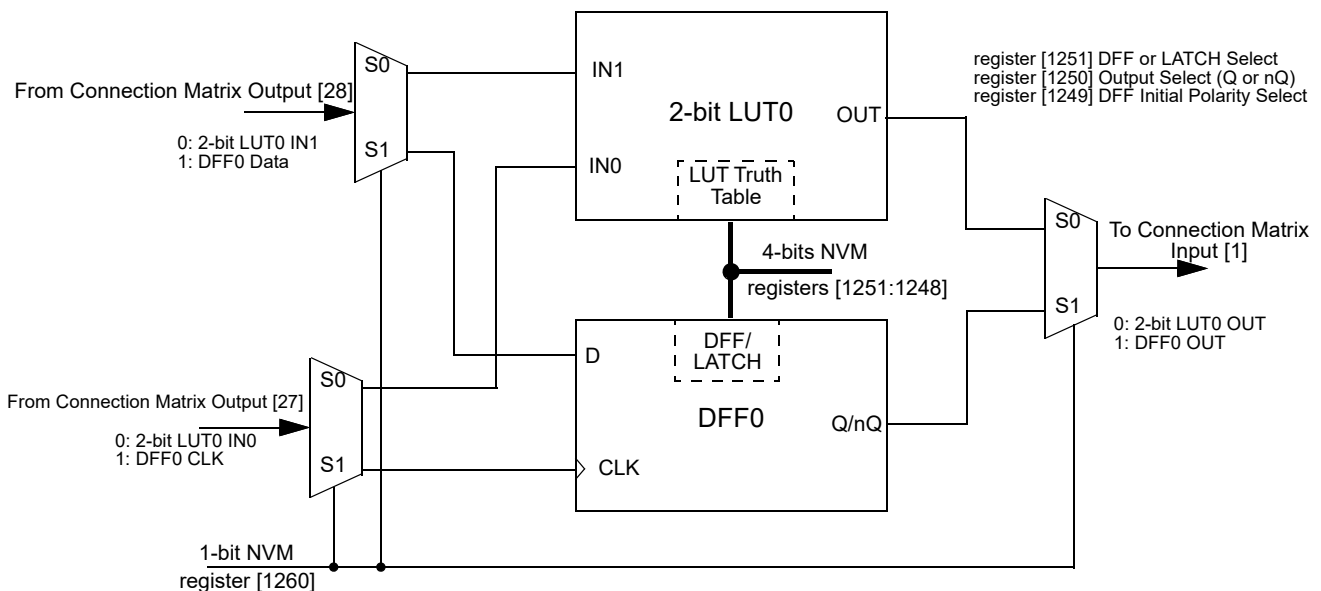 register [1251] DFF or LATCH Select
register [1250] Output Select (Q or nQ)
register [1249] DFF Initial Polarity Select
From Connection Matrix Output [28]
0: 2-bit LUT0 IN1
1: DFF0 Data
S0
S1
IN1
IN0
2-bit LUT0
OUT
LUT Truth
Table
4-bits NVM
registers [1251:1248]
S0
S1
To Connection Matrix
Input [1]
0: 2-bit LUT0 OUT
1: DFF0 OUT
From Connection Matrix Output [27]
0: 2-bit LUT0 IN0
1: DFF0 CLK
S0
S1
D
DFF/
LATCH
DFF0
Q/nQ
CLK
1-bit NVM
register [1260]